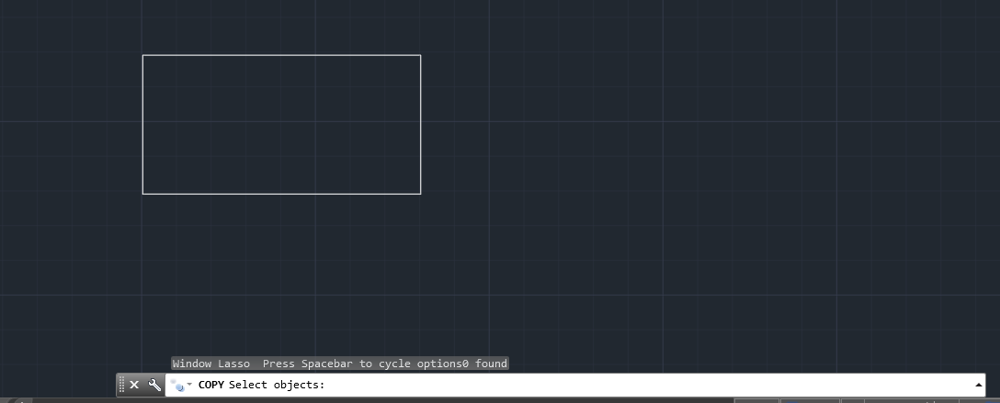 Window Lasso  Press Spacebar to cycle options0 found
COPY Select objects: